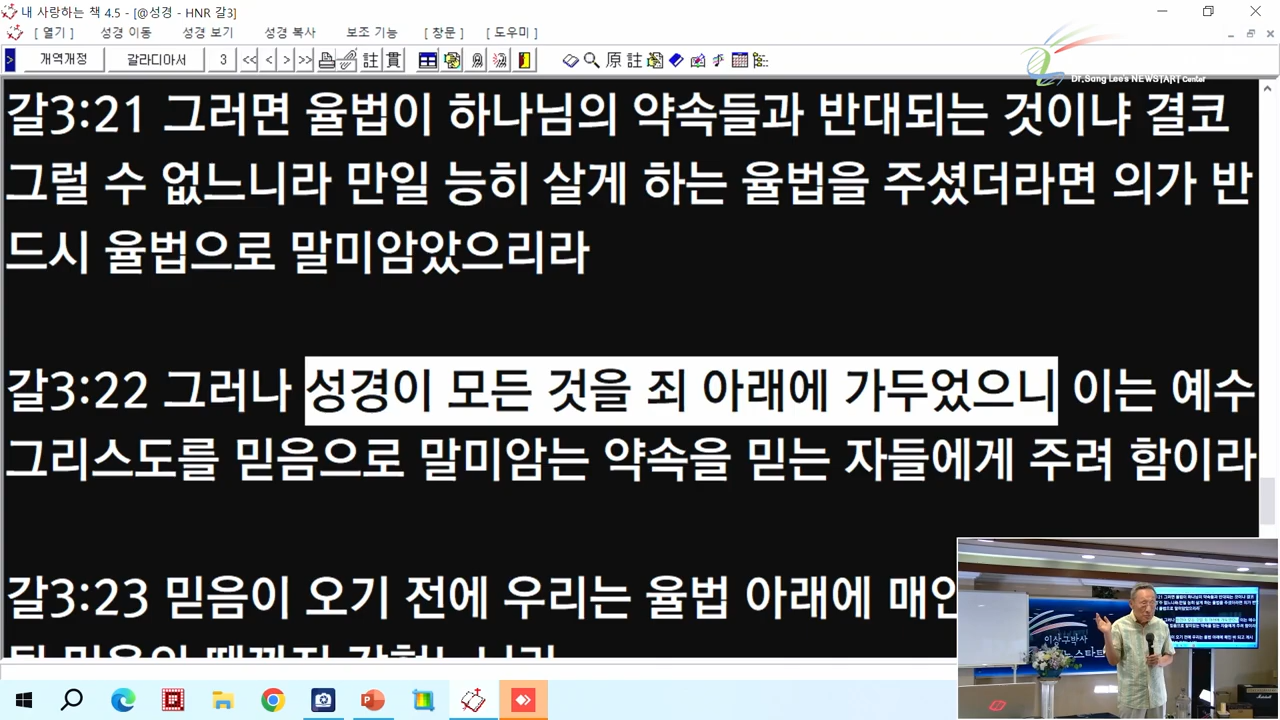 내 사랑하는 책 4.5 - [@성경 - HNR 갈3]
[ 열기 ] 성경 이동 성경 보기 성경 복사 보조 기능 [ 창문 ] [ 도우미 ]
개역개정 갈라디아서 3 << < > >> 註 貫 原 註
Dr.Sang Lee's NEWSTART Center
갈3:21 그러면 율법이 하나님의 약속들과 반대되는 것이냐 결코
그럴 수 없느니라 만일 능히 살게 하는 율법을 주셨더라면 의가 반
드시 율법으로 말미암았으리라
갈3:22 그러나 성경이 모든 것을 죄 아래에 가두었으니 이는 예수
그리스도를 믿음으로 말미암는 약속을 믿는 자들에게 주려 함이라
갈3:23 믿음이 오기 전에 우리는 율법 아래에 매인
이상구박사
스타트